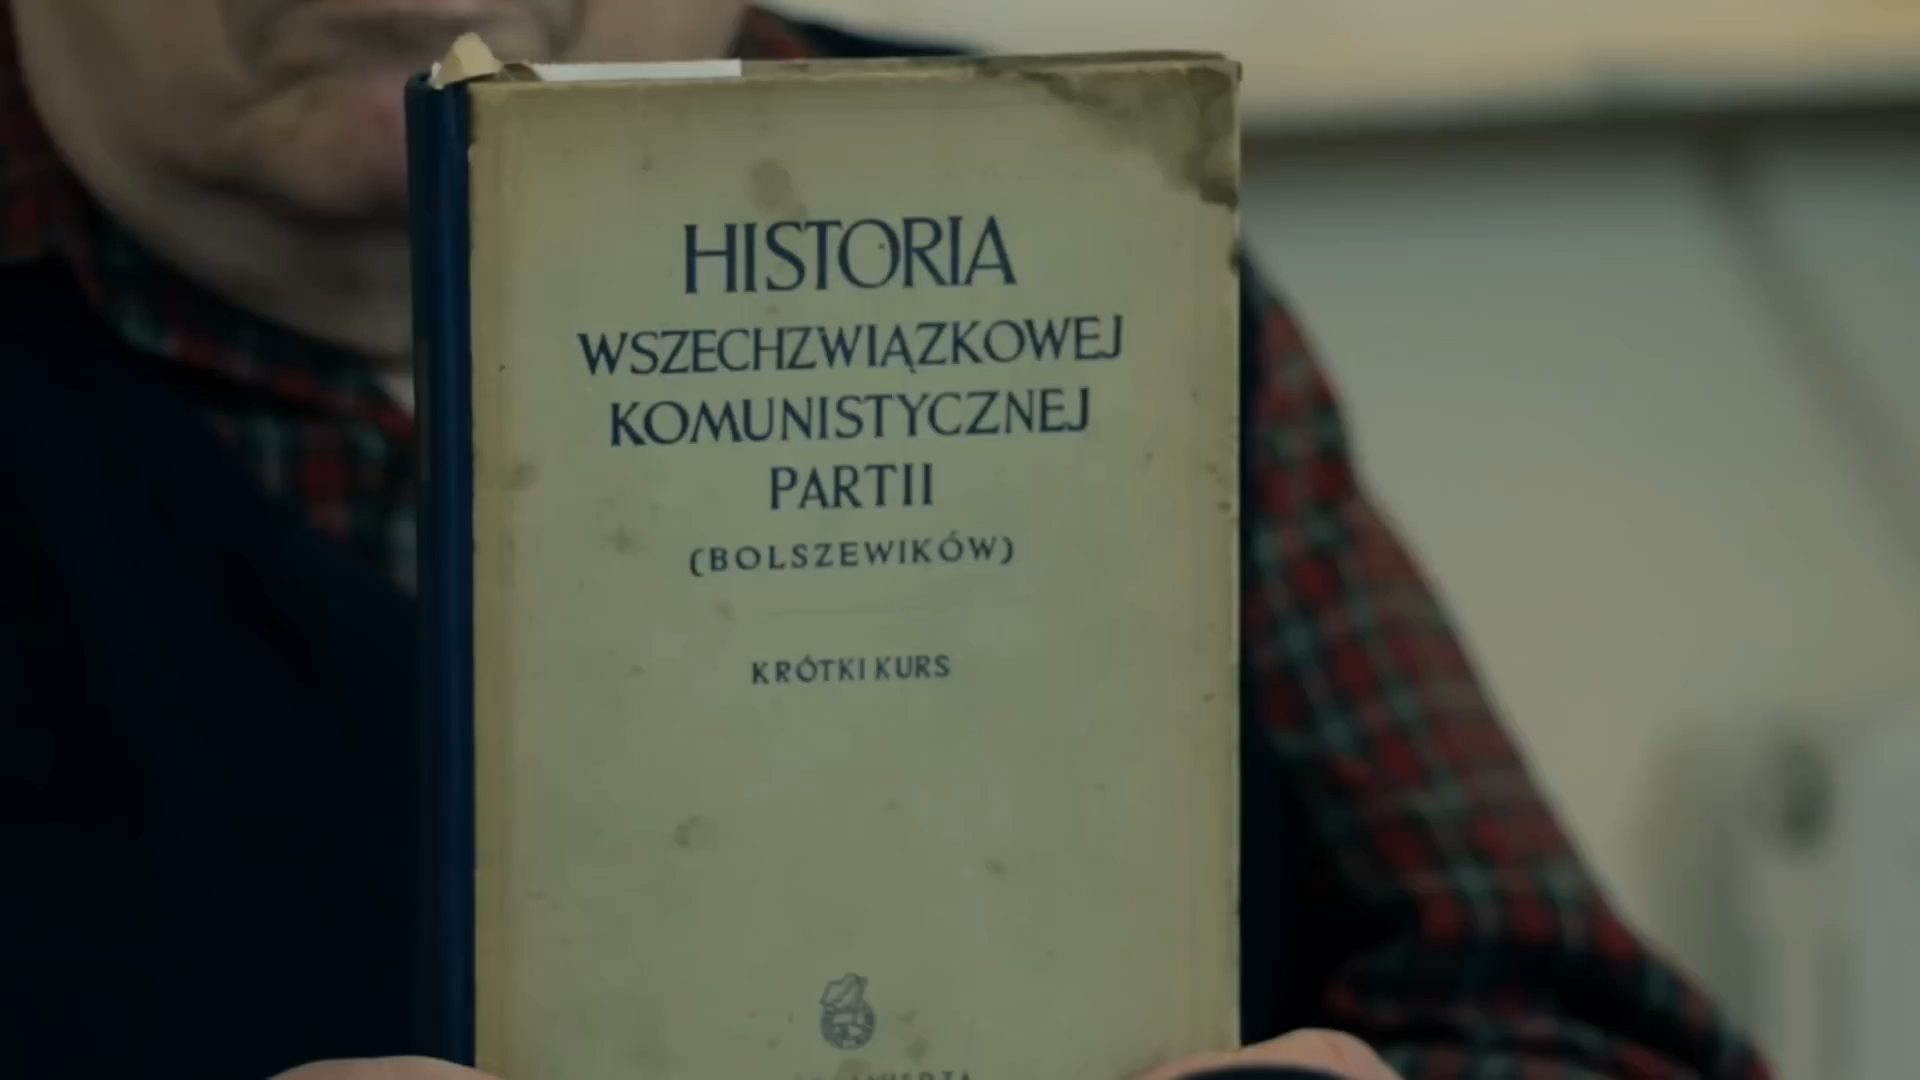 HISTORIA
WSZECHZWIĄZKOWEJ
KOMUNISTYCZNEJ
PARTII
(BOLSZEWIKÓW)
KRÓTKI KURS